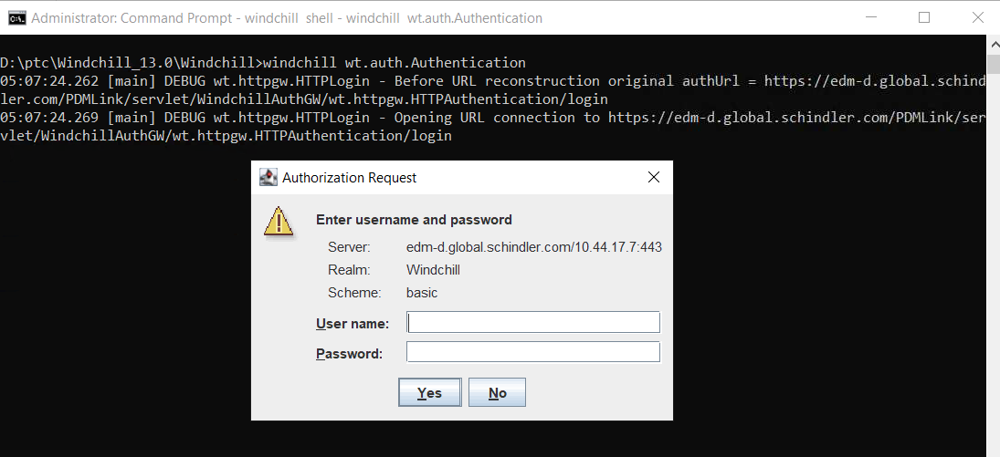 Administrator: Command Prompt - windchill  shell - windchill  wt.auth.Authentication
D:\ptc\Windchill_13.0\Windchill>windchill wt.auth.Authentication
05:07:24.262 [main] DEBUG wt.httpgw.HTTPLogin - Before URL reconstruction original authUrl = https://edm-d.global.schind
ler.com/PDMLink/servlet/WindchillAuthGW/wt.httpgw.HTTPAuthentication/login
05:07:24.269 [main] DEBUG wt.httpgw.HTTPLogin - Opening URL connection to https://edm-d.global.schindler.com/PDMLink/ser
vlet/WindchillAuthGW/wt.httpgw.HTTPAuthentication/login
Authorization Request
Enter username and password
Server: edm-d.global.schindler.com/10.44.17.7:443
Realm: Windchill
Scheme: basic
User name:
Password:
Yes No